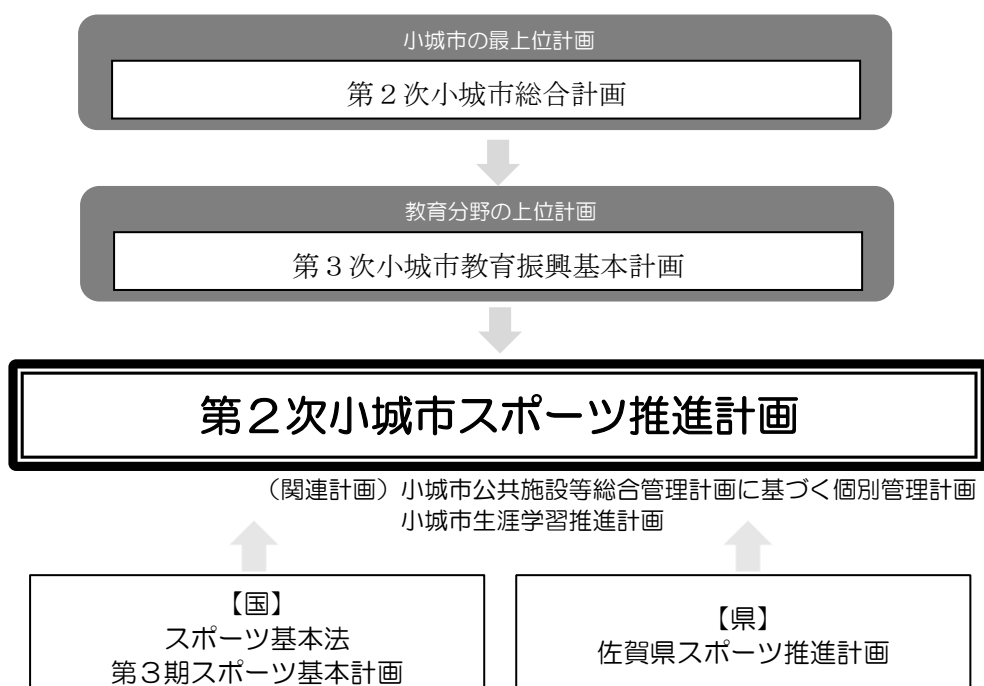 小城市の最上位計画
第２次小城市総合計画
教育分野の上位計画
第３次小城市教育振興基本計画
第２次小城市スポーツ推進計画
（関連計画）小城市公共施設等総合管理計画に基づく個別管理計画
小城市生涯学習推進計画
【国】
スポーツ基本法
第３期スポーツ基本計画
【県】
佐賀県スポーツ推進計画